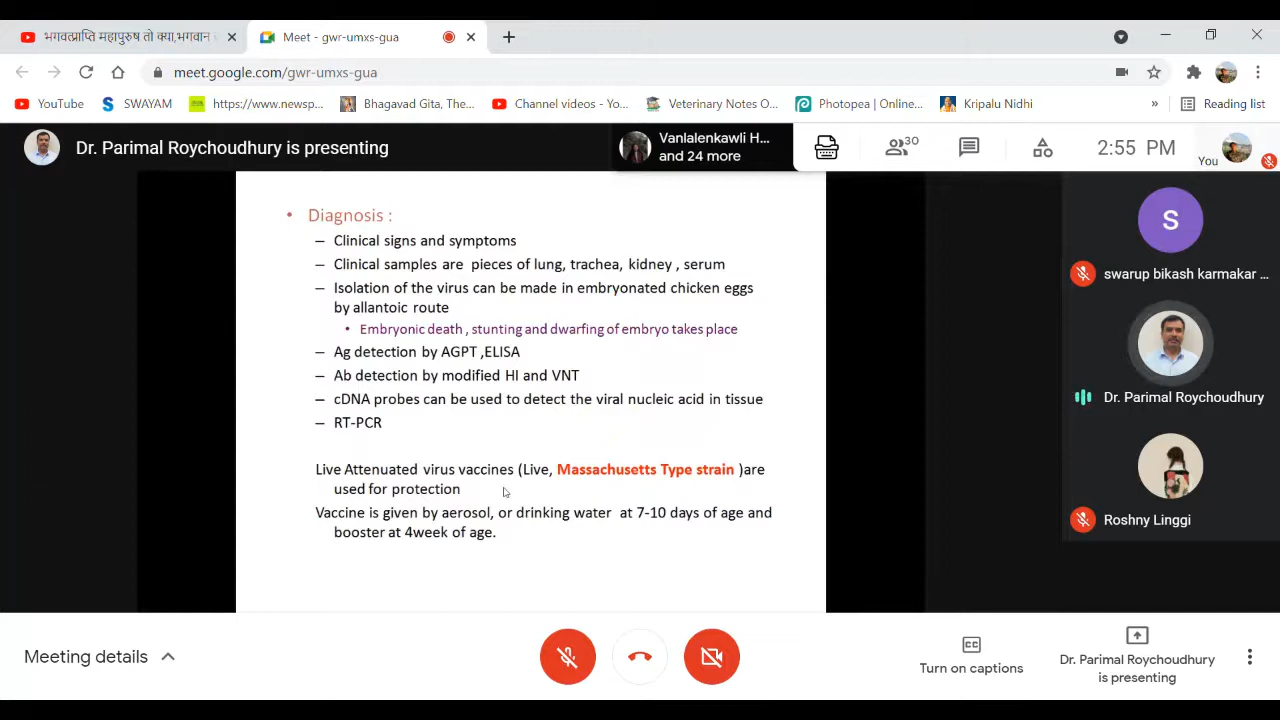 भगवत्प्राप्ति महापुरुष तो क्या,भगवान
Meet - gwr-umxs-gua
meet.google.com/gwr-umxs-gua
YouTube
SWAYAM
https://www.newsp...
Bhagavad Gita, The...
Channel videos - Yo...
Veterinary Notes O...
Photopea | Online...
Kripalu Nidhi
»
Reading list
Dr. Parimal Roychoudhury is presenting
Vanlalenkawli H...
and 24 more
30
2:55 PM
You
• Diagnosis :
– Clinical signs and symptoms
– Clinical samples are pieces of lung, trachea, kidney , serum
– Isolation of the virus can be made in embryonated chicken eggs
by allantoic route
• Embryonic death , stunting and dwarfing of embryo takes place
– Ag detection by AGPT ,ELISA
– Ab detection by modified HI and VNT
– cDNA probes can be used to detect the viral nucleic acid in tissue
– RT-PCR
Live Attenuated virus vaccines (Live, Massachusetts Type strain )are
used for protection
Vaccine is given by aerosol, or drinking water at 7-10 days of age and
booster at 4week of age.
S
swarup bikash karmakar ...
Dr. Parimal Roychoudhury
Roshny Linggi
Meeting details
CC
Turn on captions
Dr. Parimal Roychoudhury
is presenting